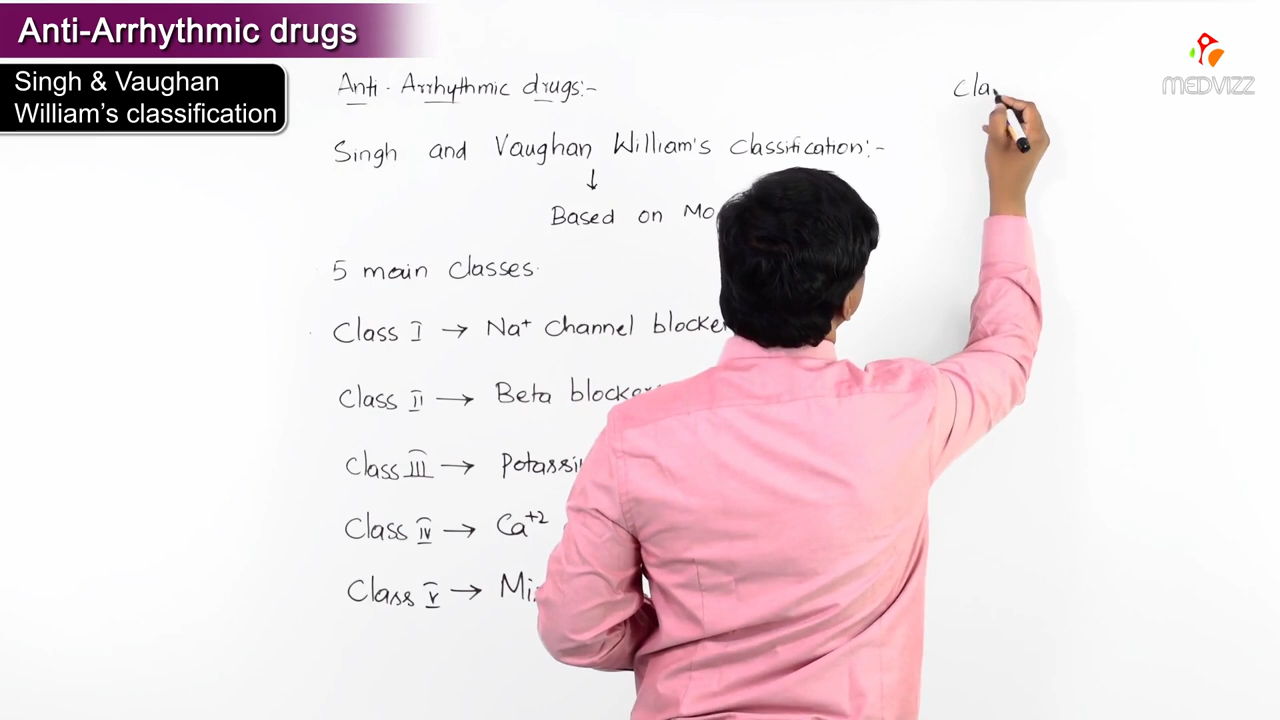 Anti-Arrhythmic drugs
Singh & Vaughan
William's classification
MEDVIZZ
Anti-Arrhythmic drugs:-
Cla
Singh and Vaughan William's Classification:-
↓
Based on Mo
5 main classes.
Class I → Na+ Channel blocker
Class II → Beta blockers
Class III → Potassi
Class IV → Ca+2
Class V → Mi